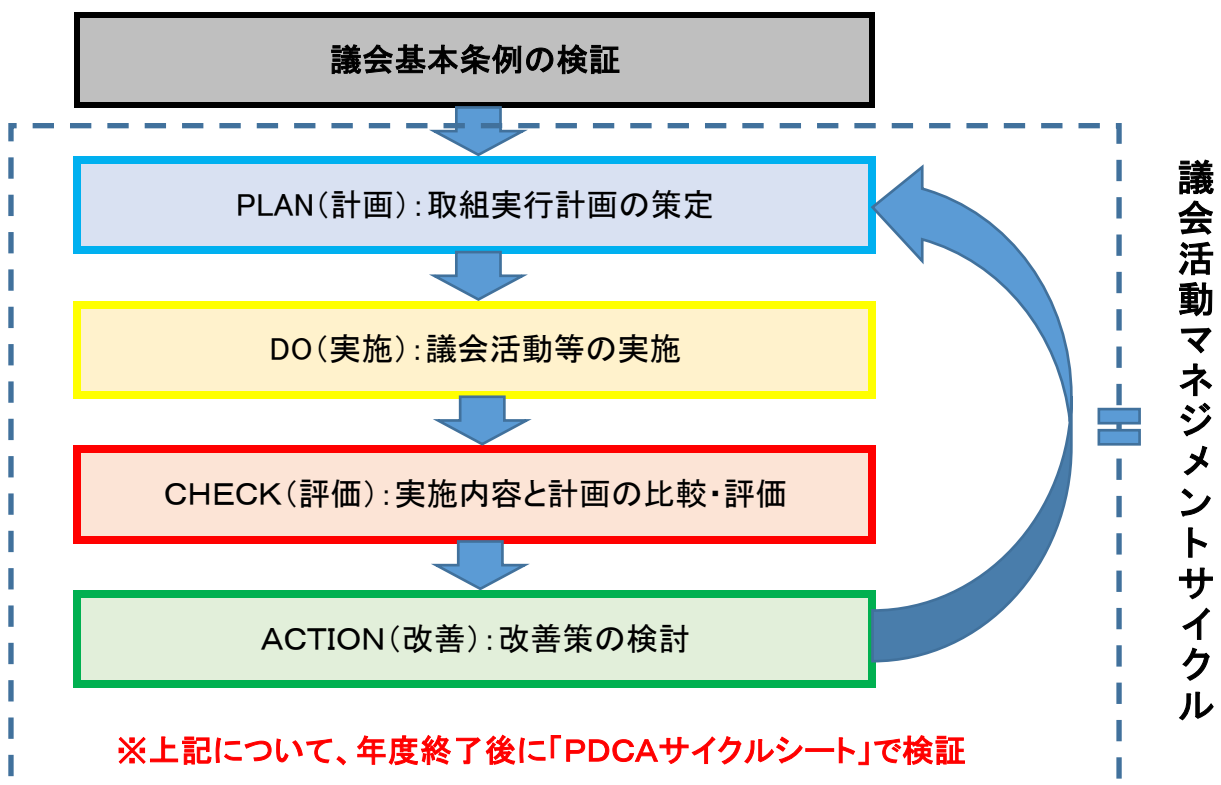 議会基本条例の検証
PLAN（計画）：取組実行計画の策定
DO（実施）：議会活動等の実施
CHECK（評価）：実施内容と計画の比較・評価
ACTION（改善）：改善策の検討
※上記について、年度終了後に「PDCAサイクルシート」で検証
議会活動マネジメントサイクル